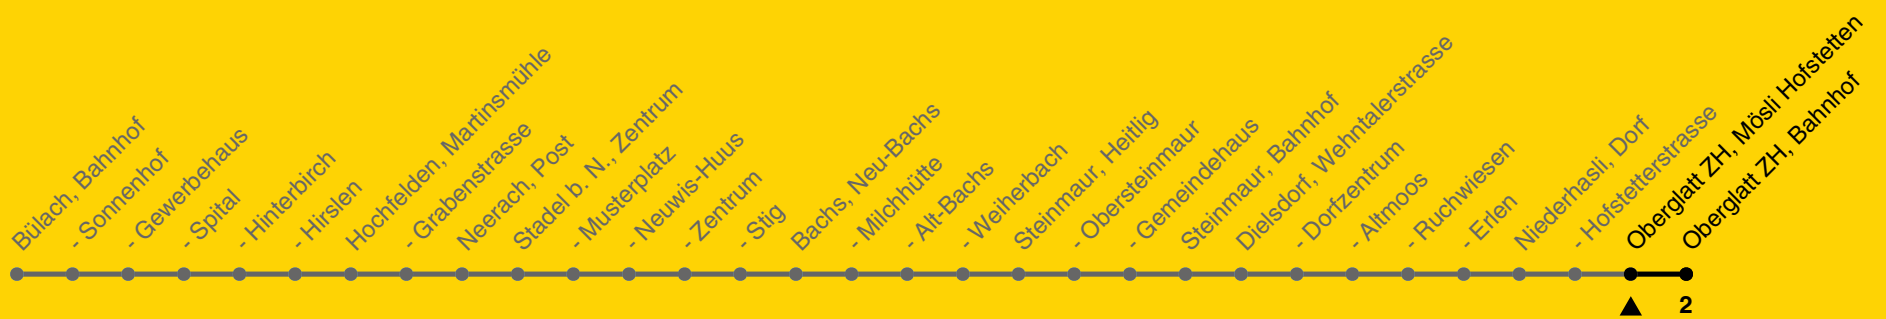 Bülach, Bahnhof
- Sonnenhof
- Gewerbehaus
- Spital
- Hinterbirch
- Hirslen
Hochfelden, Martinsmühle
- Grabenstrasse
Neerach, Post
Stadel b. N., Zentrum
- Musterplatz
- Neuwis-Huus
- Zentrum
- Stig
Bachs, Neu-Bachs
- Milchhütte
- Alt-Bachs
- Weiherbach
Steinmaur, Heitlig
- Obersteinmaur
- Gemeindehaus
Steinmaur, Bahnhof
Dielsdorf, Wehntalerstrasse
- Dorfzentrum
- Altmoos
- Ruchwiesen
- Erlen
Niederhasli, Dorf
- Hofstetterstrasse
Oberglatt ZH, Mösli Hofstetten
Oberglatt ZH, Bahnhof
2